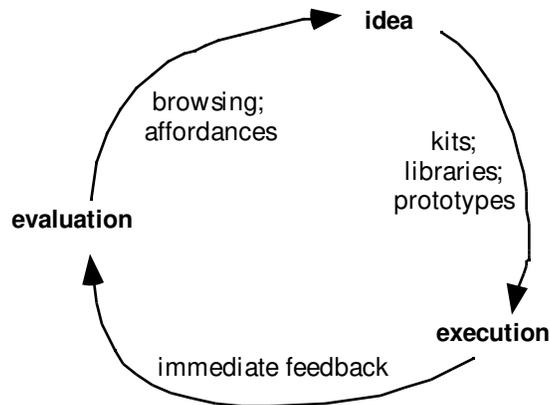 idea
browsing;
affordances
kits;
libraries;
prototypes
evaluation
execution
immediate feedback